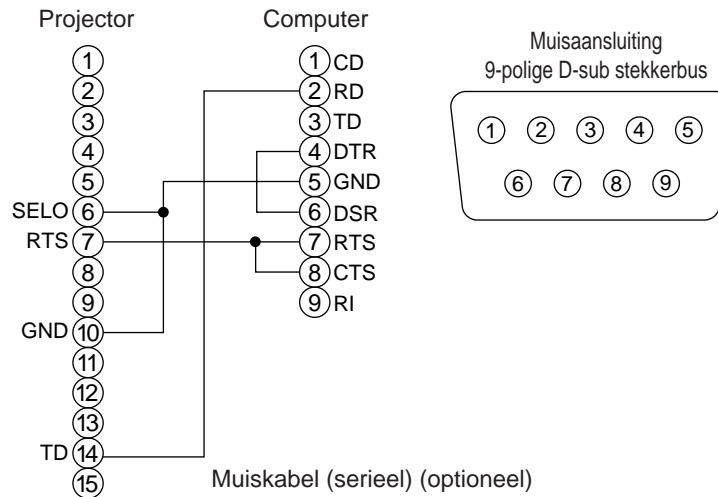 Projector
Computer
Muisaansluiting
9-polige D-sub stekkerbus
1
2
3
4
5
SELO 6
RTS 7
8
9
GND 10
11
12
13
TD 14
15
1 CD
2 RD
3 TD
4 DTR
5 GND
6 DSR
7 RTS
8 CTS
9 RI
1 2 3 4 5
6 7 8 9
Muiskabel (serieel) (optioneel)